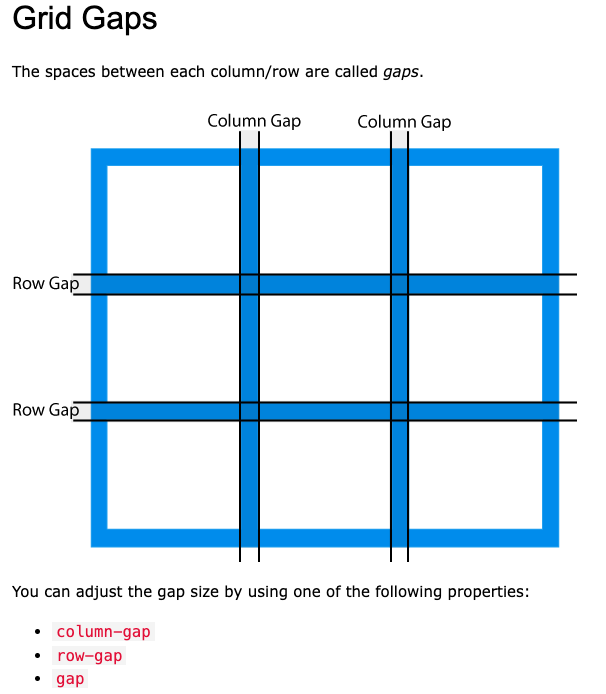 Grid Gaps
The spaces between each column/row are called gaps.
Column Gap Column Gap
Row Gap
Row Gap
You can adjust the gap size by using one of the following properties:
• column-gap
• row-gap
• gap